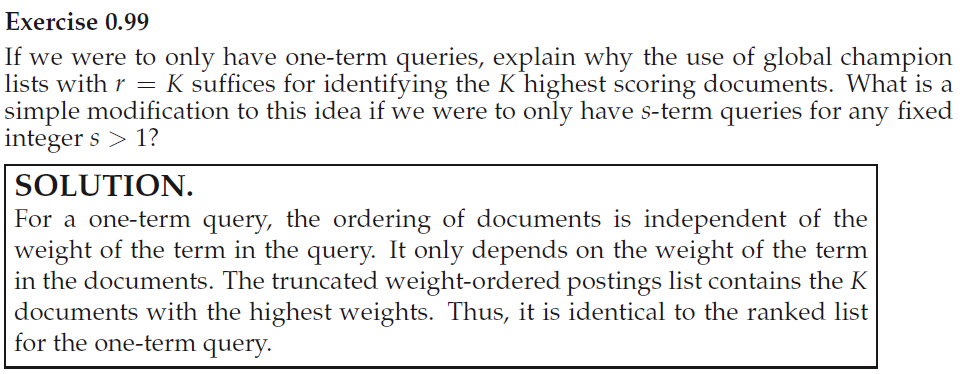 Exercise 0.99
If we were to only have one-term queries, explain why the use of global champion
lists with r = K suffices for identifying the K highest scoring documents. What is a
simple modification to this idea if we were to only have s-term queries for any fixed
integer s > 1?
SOLUTION.
For a one-term query, the ordering of documents is independent of the
weight of the term in the query. It only depends on the weight of the term
in the documents. The truncated weight-ordered postings list contains the K
documents with the highest weights. Thus, it is identical to the ranked list
for the one-term query.